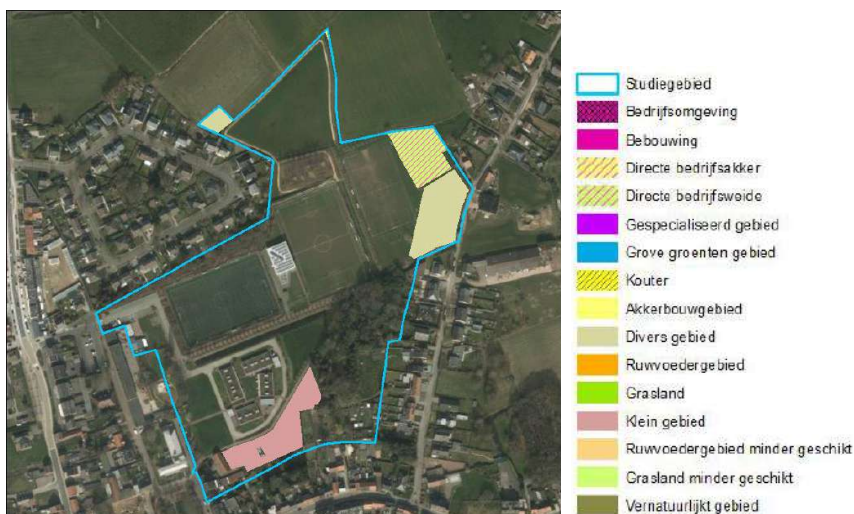 Studiegebied
Bedrijfsomgeving
Bebouwing
Directe bedrijfsakker
Directe bedrijfsweide
Gespecialiseerd gebied
Grove groenten gebied
Kouter
Akkerbouwgebied
Divers gebied
Ruwvoedergebied
Grasland
Klein gebied
Ruwvoedergebied minder geschikt
Grasland minder geschikt
Vernatuurlijkt gebied